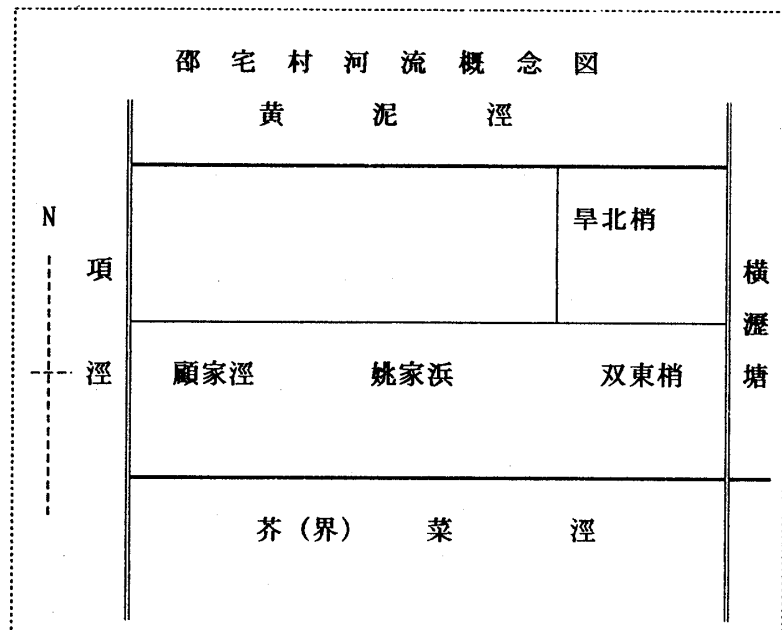 邵宅村河流概念図
黄泥涇
N
旱北梢
項涇
横瀝塘
顧家涇 姚家浜 双東梢
芥(界)菜涇